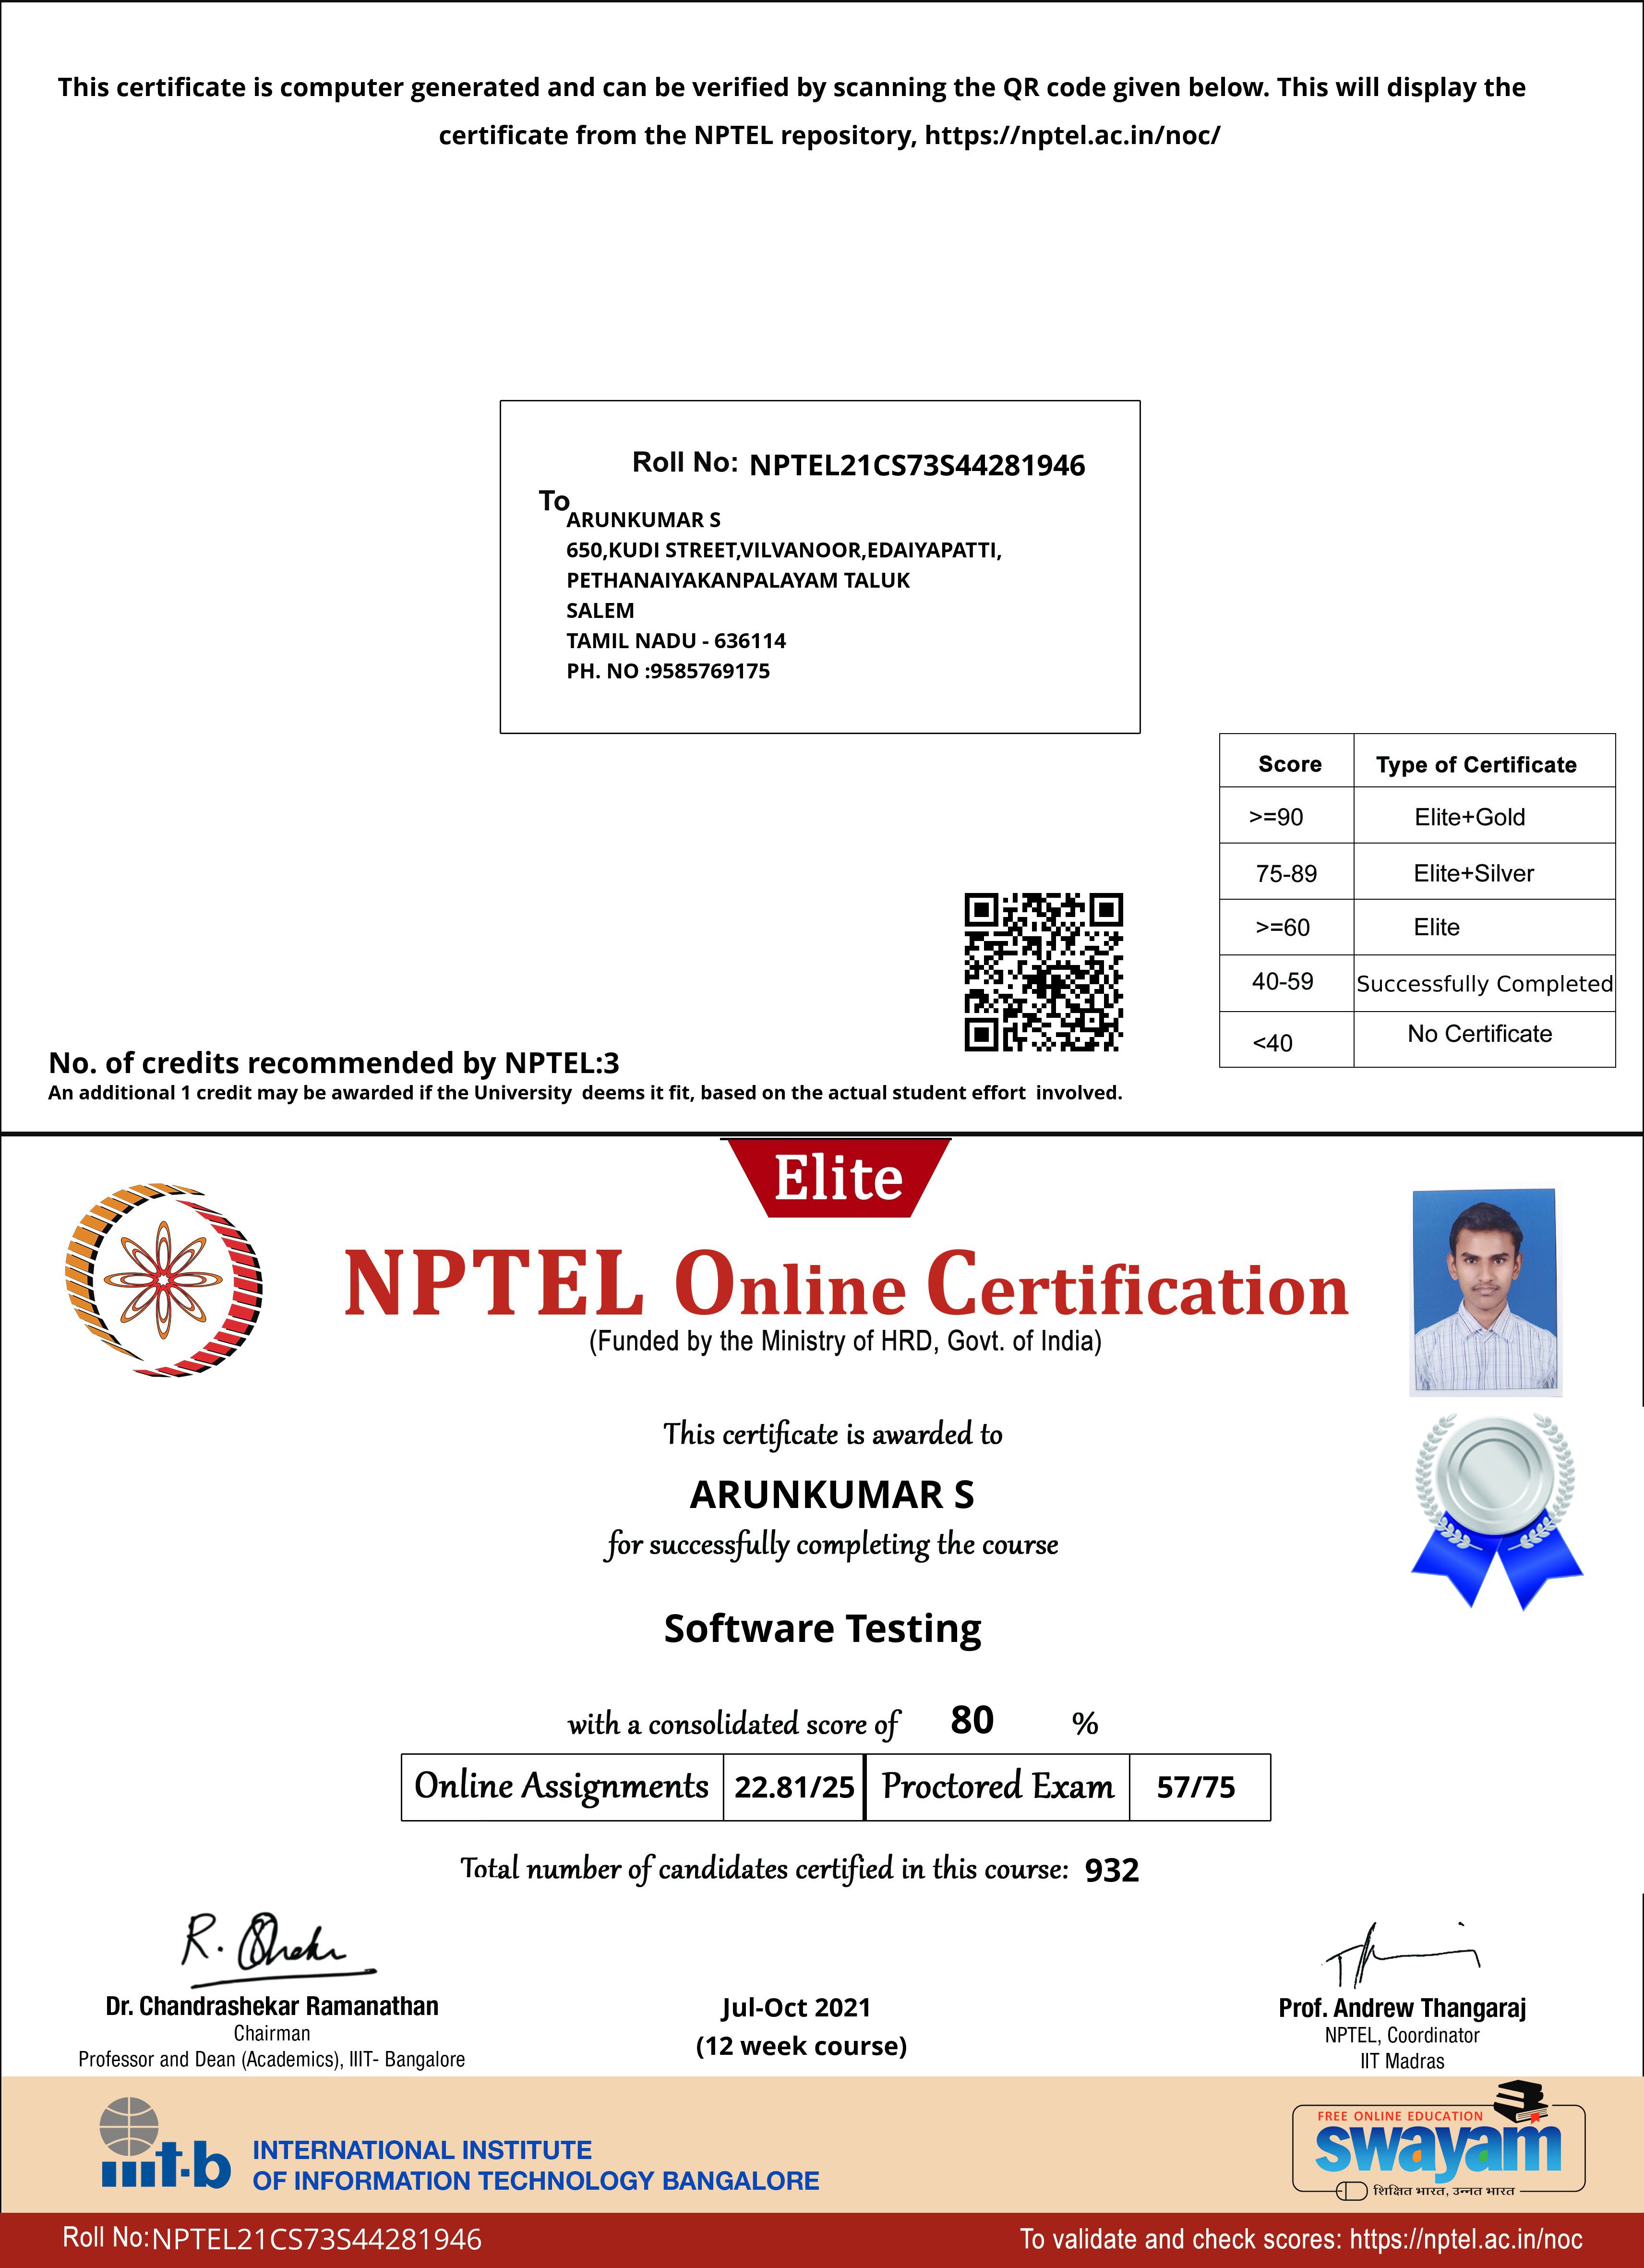 This certificate is computer generated and can be verified by scanning the QR code given below. This will display the
certificate from the NPTEL repository, https://nptel.ac.in/noc/
Roll No: NPTEL21CS73S44281946
To
ARUNKUMAR S
650,KUDI STREET,VILVANOOR,EDAIYAPATTI,
PETHANAIYAKANPALAYAM TALUK
SALEM
TAMIL NADU - 636114
PH. NO :9585769175
Score Type of Certificate
>=90 Elite+Gold
75-89 Elite+Silver
>=60 Elite
40-59 Successfully Completed
<40 No Certificate
No. of credits recommended by NPTEL:3
An additional 1 credit may be awarded if the University deems it fit, based on the actual student effort involved.
Elite
NPTEL Online Certification
(Funded by the Ministry of HRD, Govt. of India)
This certificate is awarded to
ARUNKUMAR S
for successfully completing the course
Software Testing
with a consolidated score of 80 %
Online Assignments 22.81/25 Proctored Exam 57/75
Total number of candidates certified in this course: 932
Dr. Chandrashekar Ramanathan
Chairman
Professor and Dean (Academics), IIIT- Bangalore
Jul-Oct 2021
(12 week course)
Prof. Andrew Thangaraj
NPTEL, Coordinator
IIT Madras
iiit-b
INTERNATIONAL INSTITUTE
OF INFORMATION TECHNOLOGY BANGALORE
FREE ONLINE EDUCATION
swayam
शिक्षित भारत, उन्नत भारत
Roll No:NPTEL21CS73S44281946
To validate and check scores: https://nptel.ac.in/noc